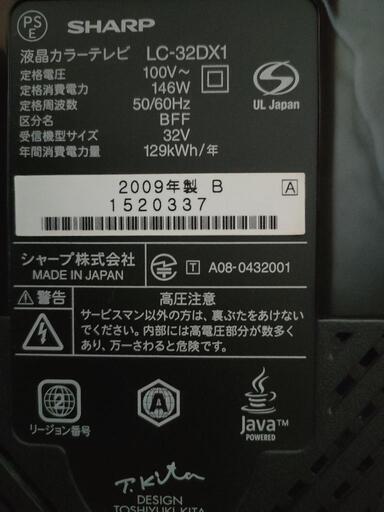 PS
E
SHARP
液晶カラーテレビ LC-32DX1
定格電圧 100V~
定格消費電力 146W
定格周波数 50/60Hz
区分名 BFF
受信機型サイズ 32V
年間消費電力量 129kWh/年
UL Japan
2009年製 B
A
1520337
シャープ株式会社
MADE IN JAPAN
T A08-0432001
警告
高圧注意
サービスマン以外の方は、裏ぶたをあけない
でください。内部には高電圧部分が数多く
あり、万一さわると危険です。
2
リージョン番号
A
Java™
POWERED
T.Kita
DESIGN
TOSHIYUKI KITA